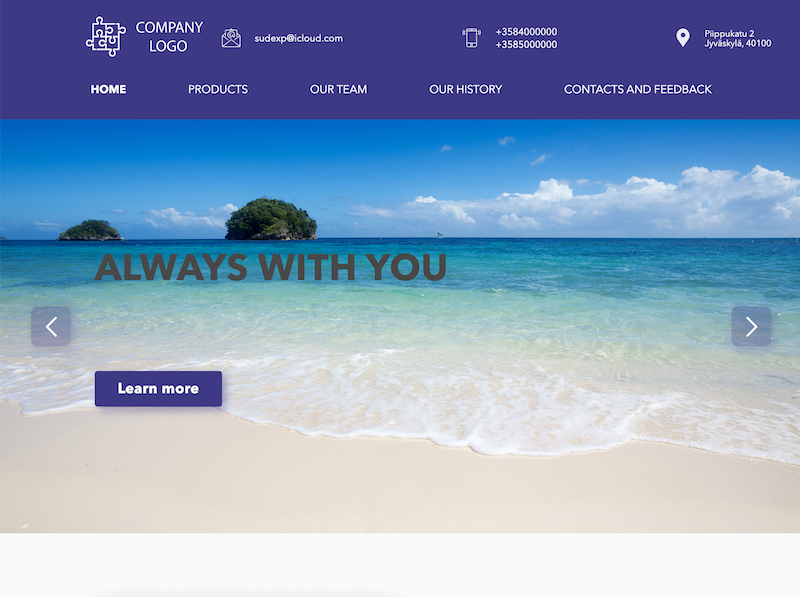 COMPANY
LOGO
sudexp@icloud.com
+3584000000
+3585000000
Piippukatu 2
Jyväskylä, 40100
HOME
PRODUCTS
OUR TEAM
OUR HISTORY
CONTACTS AND FEEDBACK
ALWAYS WITH YOU
Learn more